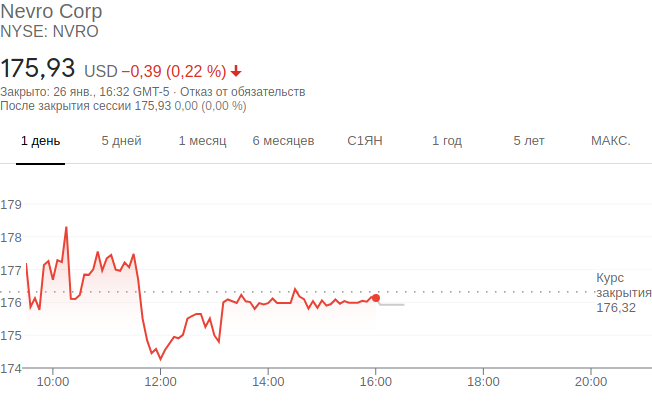 Nevro Corp
NYSE: NVRO
175,93 USD −0,39 (0,22 %)
Закрыто: 26 янв., 16:32 GMT-5 · Отказ от обязательств
После закрытия сессии 175,93 0,00 (0,00 %)
1 день 5 дней 1 месяц 6 месяцев С1ЯН 1 год 5 лет МАКС.
179
178
177
176
175
174
Курс
закрытия
176,32
10:00 12:00 14:00 16:00 18:00 20:00